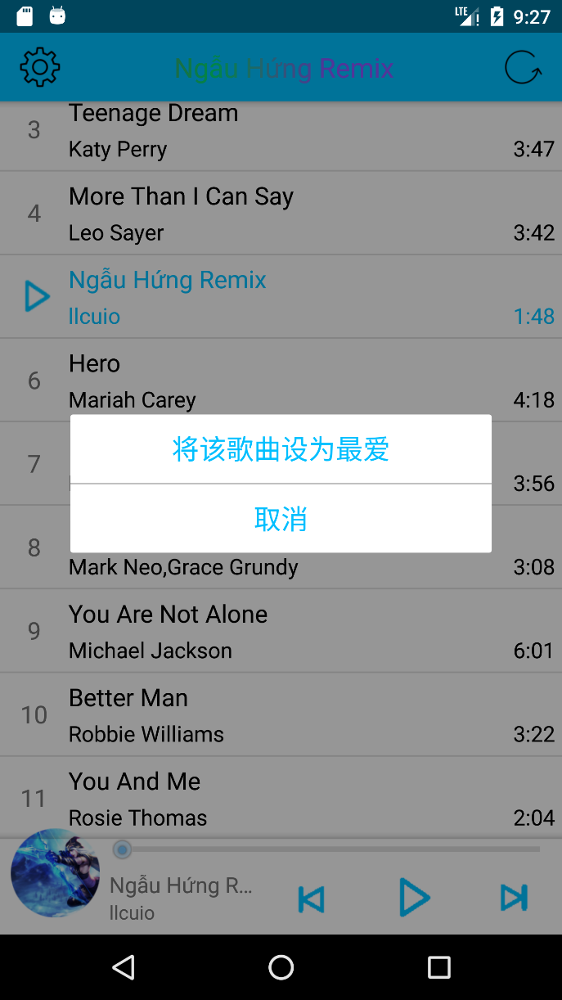 LTE 9:27
Ngẫu Hứng Remix
3
Teenage Dream
Katy Perry
3:47
4
More Than I Can Say
Leo Sayer
3:42
Ngẫu Hứng Remix
llcuio
1:48
6
Hero
Mariah Carey
4:18
7
3:56
将该歌曲设为最爱
取消
8
Mark Neo,Grace Grundy
3:08
9
You Are Not Alone
Michael Jackson
6:01
10
Better Man
Robbie Williams
3:22
11
You And Me
Rosie Thomas
2:04
Ngẫu Hứng R...
llcuio